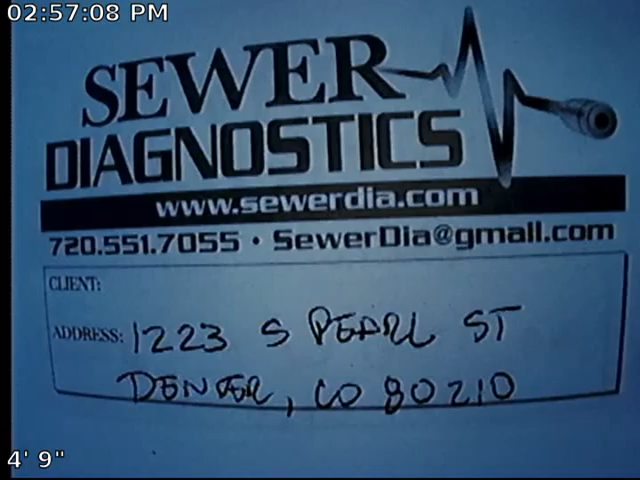 02:57:08 PM
SEWER
DIAGNOSTICS
www.sewerdia.com
720.551.7055 • SewerDia@gmail.com
CLIENT:
ADDRESS: 1223 S PEARL ST
DENVER, CO 80210
4' 9"